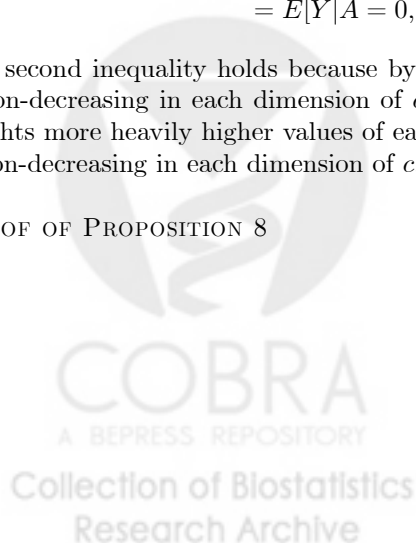 = E[Y|A = 0,
second inequality holds because by
on-decreasing in each dimension of
hts more heavily higher values of ea
on-decreasing in each dimension of c
OF OF PROPOSITION 8
COBRA
A BEPRESS REPOSITORY
Collection of Biostatistics
Research Archive